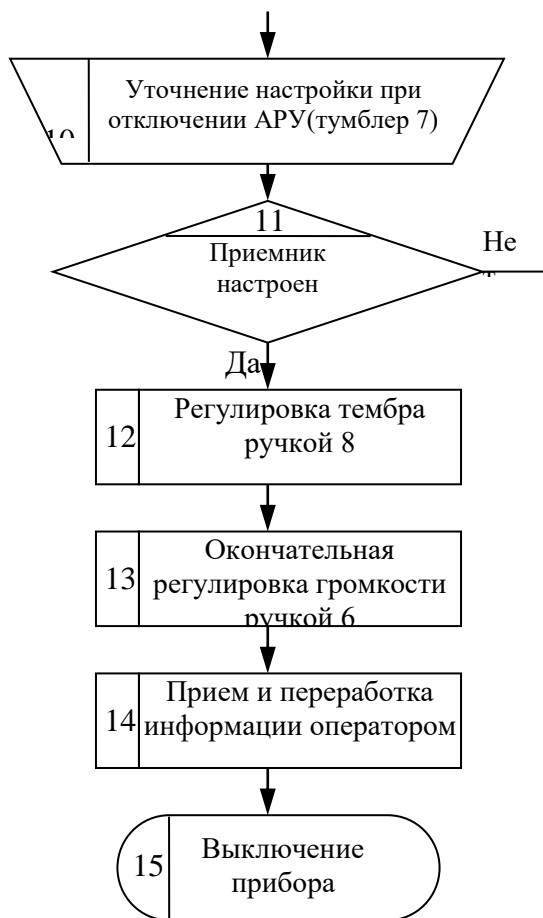 Уточнение настройки при
отключении АРУ(тумблер 7)
11
Приемник
настроен
Не
Да
12
Регулировка тембра
ручкой 8
13
Окончательная
регулировка громкости
ручкой 6
14
Прием и переработка
информации оператором
15
Выключение
прибора